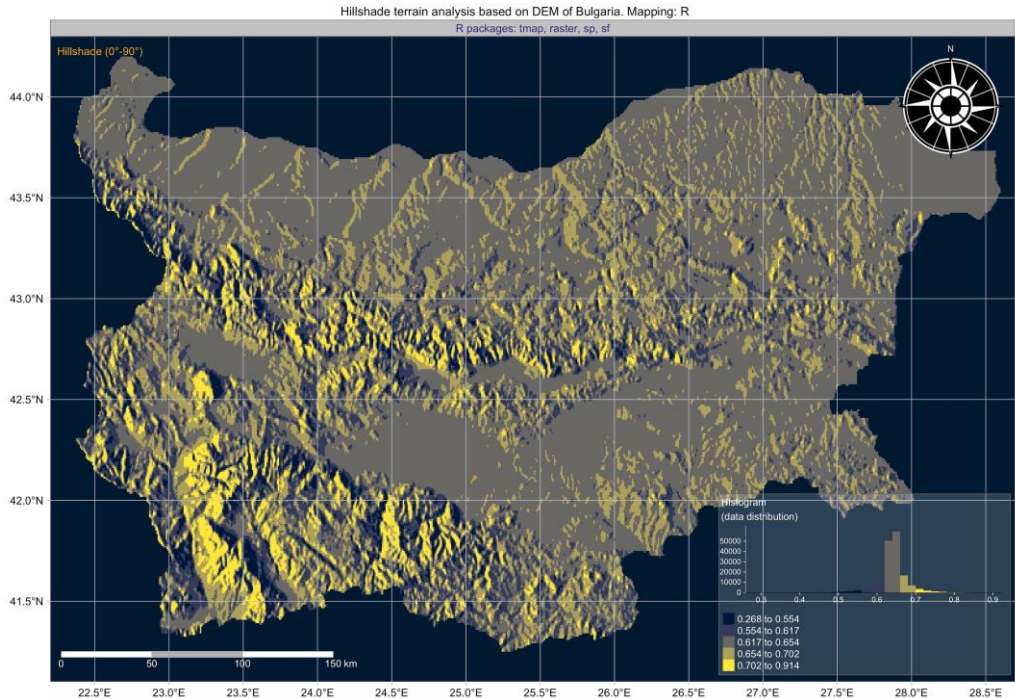 Hillshade terrain analysis based on DEM of Bulgaria. Mapping: R
R packages: tmap, raster, sp, sf
Hillshade (0°-90°)
N
44.0°N
43.5°N
43.0°N
42.5°N
42.0°N
41.5°N
Histogram
(data distribution)
50000
40000
30000
20000
10000
0
0.3 0.4 0.5 0.6 0.7 0.8 0.9
0.268 to 0.554
0.554 to 0.617
0.617 to 0.654
0.654 to 0.702
0.702 to 0.914
0 50 100 150 km
22.5°E 23.0°E 23.5°E 24.0°E 24.5°E 25.0°E 25.5°E 26.0°E 26.5°E 27.0°E 27.5°E 28.0°E 28.5°E